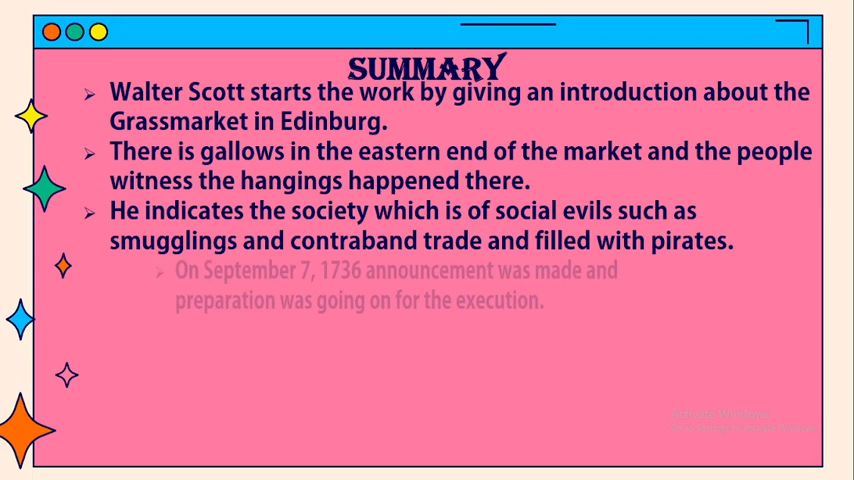 SUMMARY
Walter Scott starts the work by giving an introduction about the
Grassmarket in Edinburg.
There is gallows in the eastern end of the market and the people
witness the hangings happened there.
He indicates the society which is of social evils such as
smugglings and contraband trade and filled with pirates.
On September 7, 1736 announcement was made and
preparation was going on for the execution.
Activate Windows